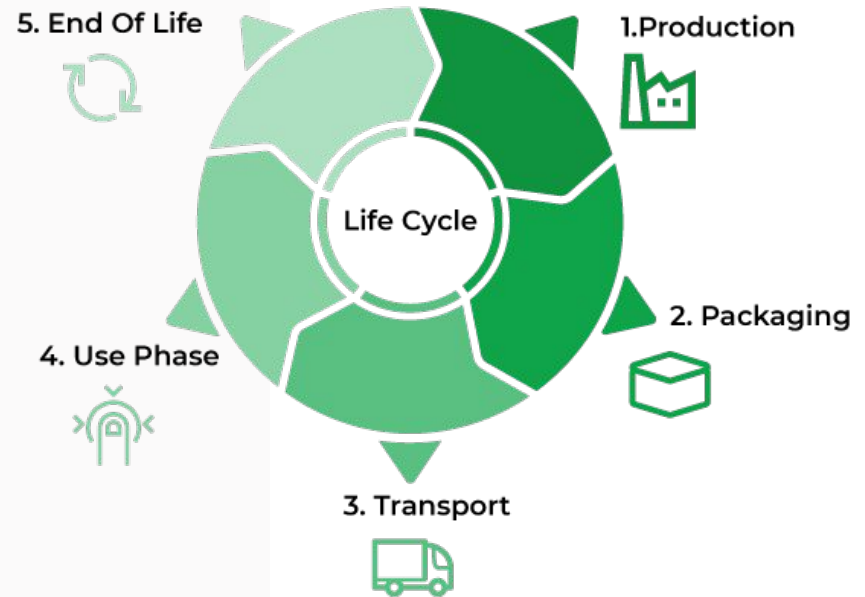 5. End Of Life
1.Production
Life Cycle
2. Packaging
4. Use Phase
3. Transport